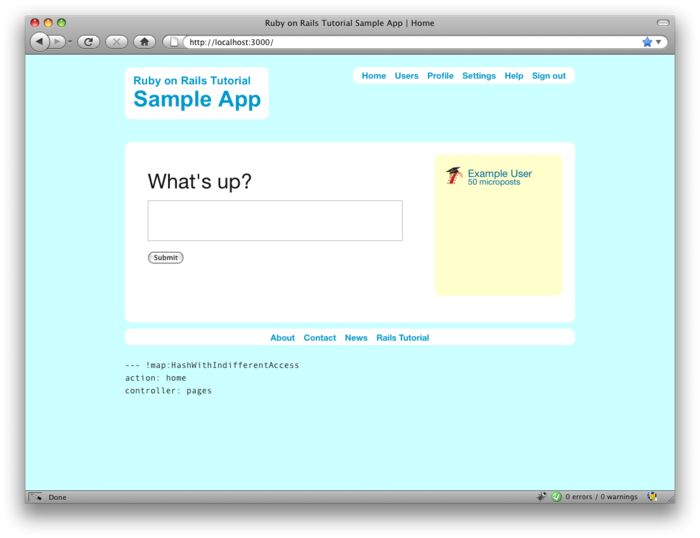 Ruby on Rails Tutorial Sample App | Home
http://localhost:3000/
Ruby on Rails Tutorial
Sample App
Home Users Profile Settings Help Sign out
What's up?
Submit
Example User
50 microposts
About Contact News Rails Tutorial
--- !map:HashWithIndifferentAccess
action: home
controller: pages
Done
0 errors / 0 warnings